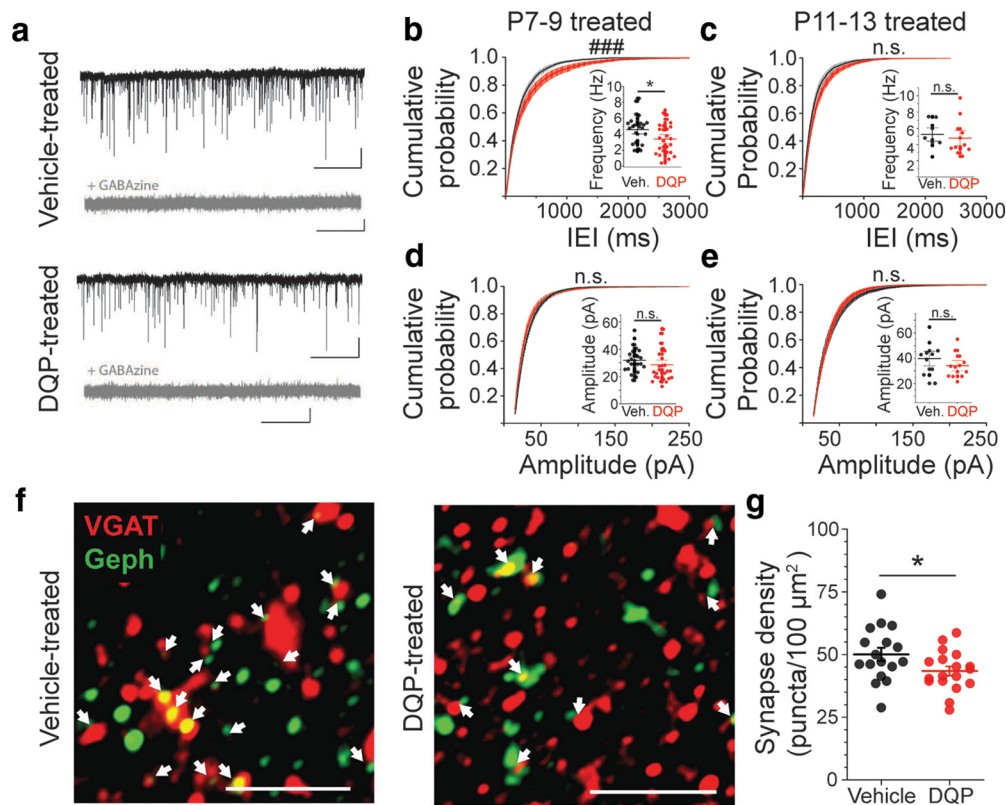 a
Vehicle-treated
+ GABAzine
DQP-treated
+ GABAzine
P7-9 treated
b
###
1.0
0.8
0.6
0.4
0.2
Cumulative
probability
1000 2000 3000
IEI (ms)
Frequency (Hz)
10
8
6
4
2
0
*
Veh. DQP
P11-13 treated
c
n.s.
1.0
0.8
0.6
0.4
0.2
Cumulative
Probability
1000 2000 3000
IEI (ms)
Frequency (Hz)
10
8
6
4
2
0
n.s.
Veh. DQP
d
n.s.
1.0
0.8
0.6
0.4
0.2
Cumulative
probability
50 150 250
Amplitude (pA)
Amplitude (pA)
60
40
20
0
n.s.
Veh. DQP
e
n.s.
1.0
0.8
0.6
0.4
0.2
Cumulative
Probability
50 150 250
Amplitude (pA)
Amplitude (pA)
60
40
20
n.s.
Veh. DQP
f
Vehicle-treated
VGAT
Geph
DQP-treated
g
Synapse density
(puncta/100 µm²)
100
75
50
25
0
*
Vehicle DQP